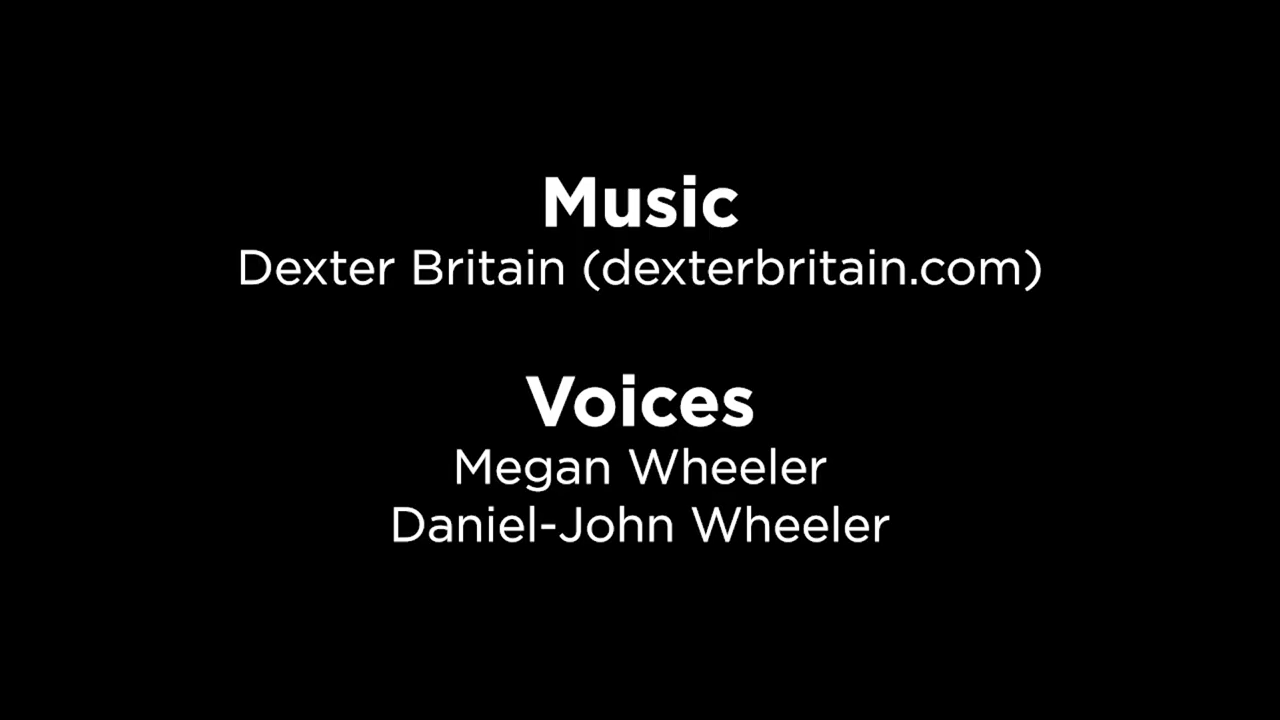 Music
Dexter Britain (dexterbritain.com)
Voices
Megan Wheeler
Daniel-John Wheeler